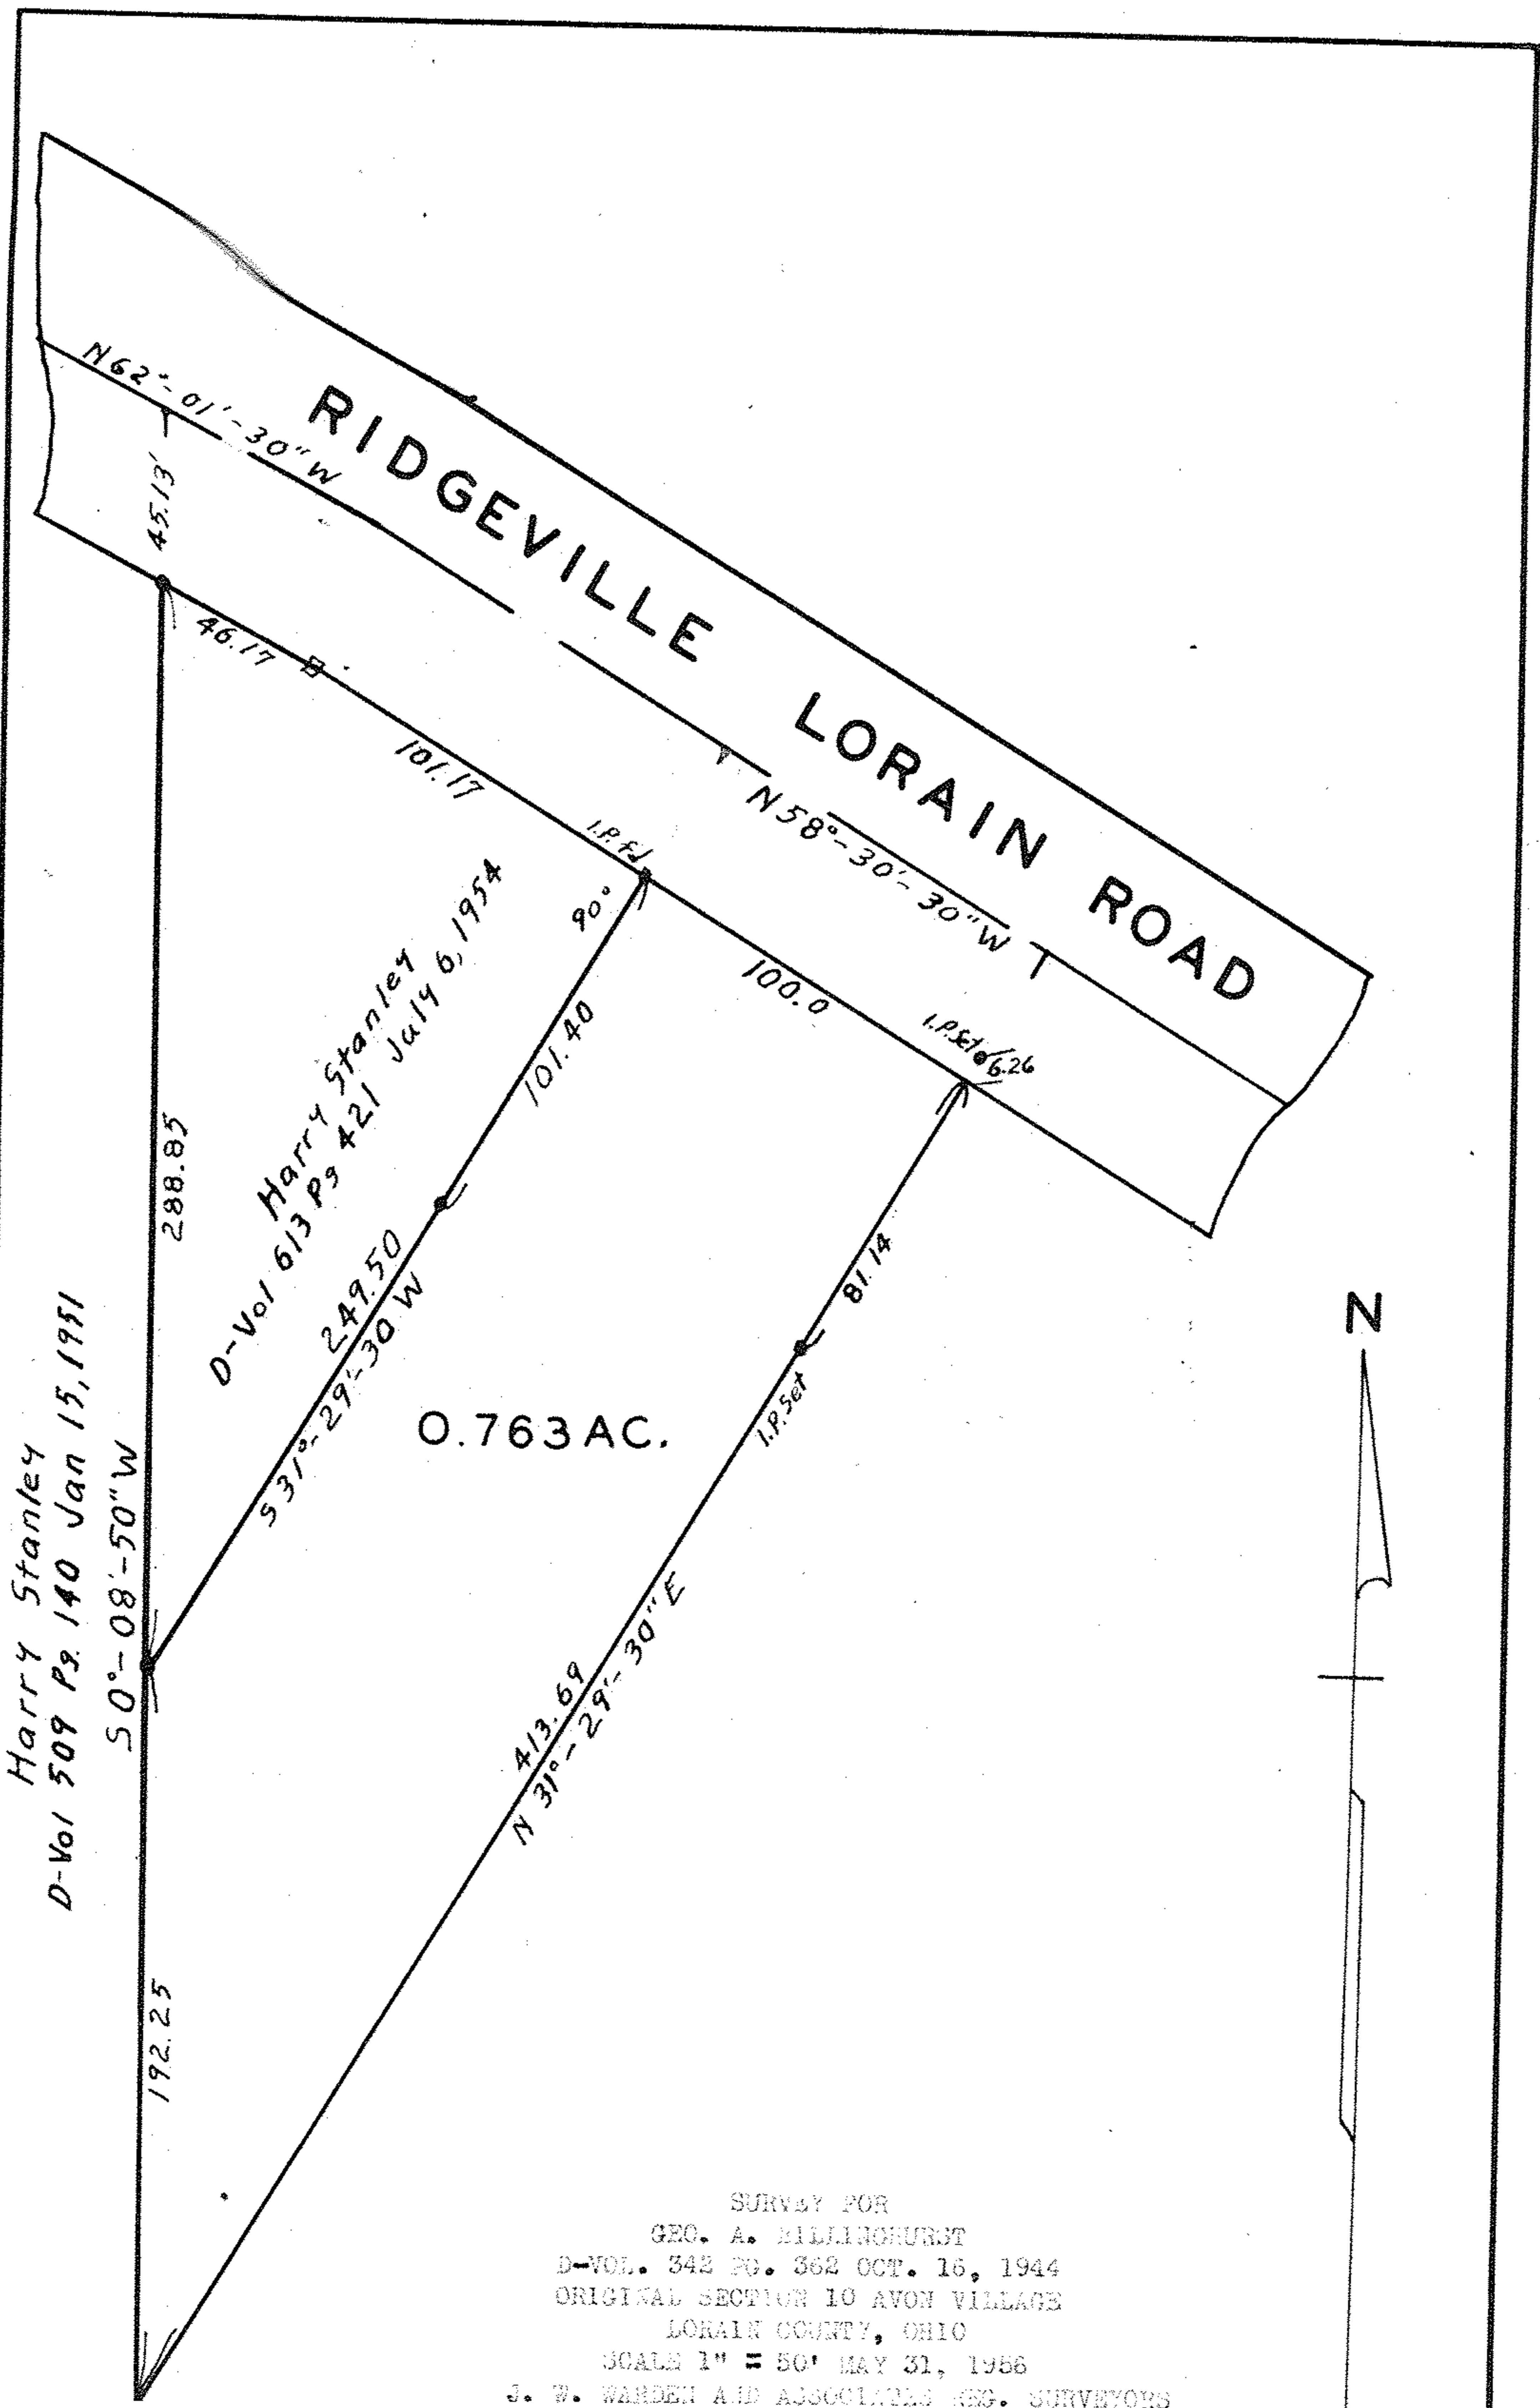 N62°-01'-30"W
RIDGEVILLE LORAIN ROAD
45.13'
46.17
101.17
I.P. Fd
90°
N58°-30'-30"W
100.0
I.P. Set
6.26
Harry Stanley
D-Vol 613 Pg 421 July 6, 1954
101.40
288.85
249.50
S31°-29'-30 W
81.14
I.P. Set
N
0.763 AC.
Harry Stanley
D-Vol 509 Pg. 140 Jan 15, 1951
S0°-08'-50"W
413.69
N 31°-29'-30"E
192.25
SURVEY FOR
GEO. A. BILLINGHURST
D-VOL. 342 PG. 362 OCT. 16, 1944
ORIGINAL SECTION 10 AVON VILLAGE
LORAIN COUNTY, OHIO
SCALE 1" = 50' MAY 31, 1956
J. W. WARDEN AND ASSOCIATES REG. SURVEYORS